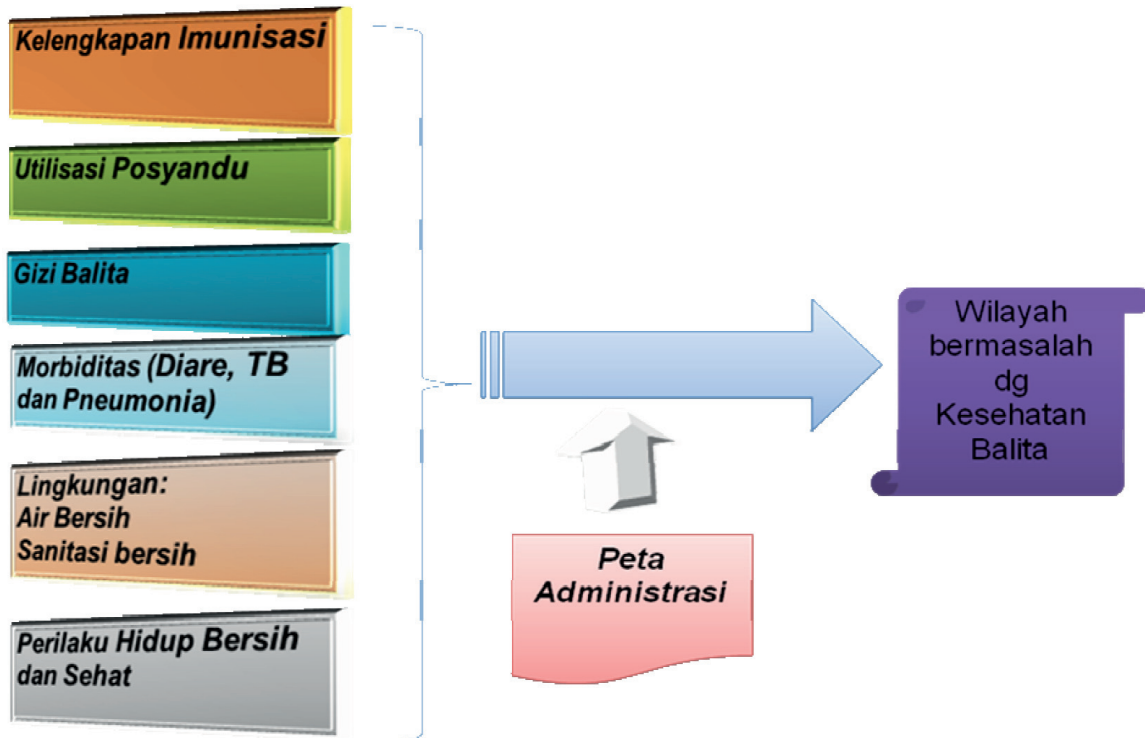 Kelengkapan Imunisasi
Utilisasi Posyandu
Gizi Balita
Morbiditas (Diare, TB
dan Pneumonia)
Lingkungan:
Air Bersih
Sanitasi bersih
Perilaku Hidup Bersih
dan Sehat
Peta
Administrasi
Wilayah
bermasalah
dg
Kesehatan
Balita